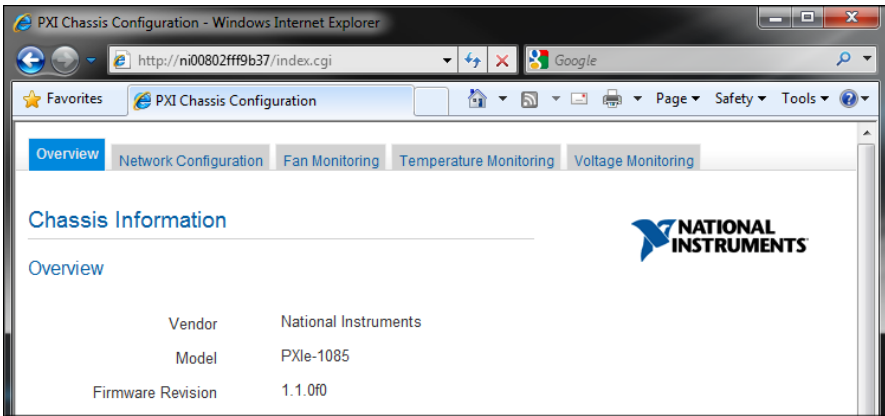 PXI Chassis Configuration - Windows Internet Explorer
http://ni00802fff9b37/index.cgi
Google
Favorites
PXI Chassis Configuration
Page
Safety
Tools
Overview
Network Configuration
Fan Monitoring
Temperature Monitoring
Voltage Monitoring
Chassis Information
NATIONAL
INSTRUMENTS
Overview
Vendor National Instruments
Model PXIe-1085
Firmware Revision 1.1.0f0